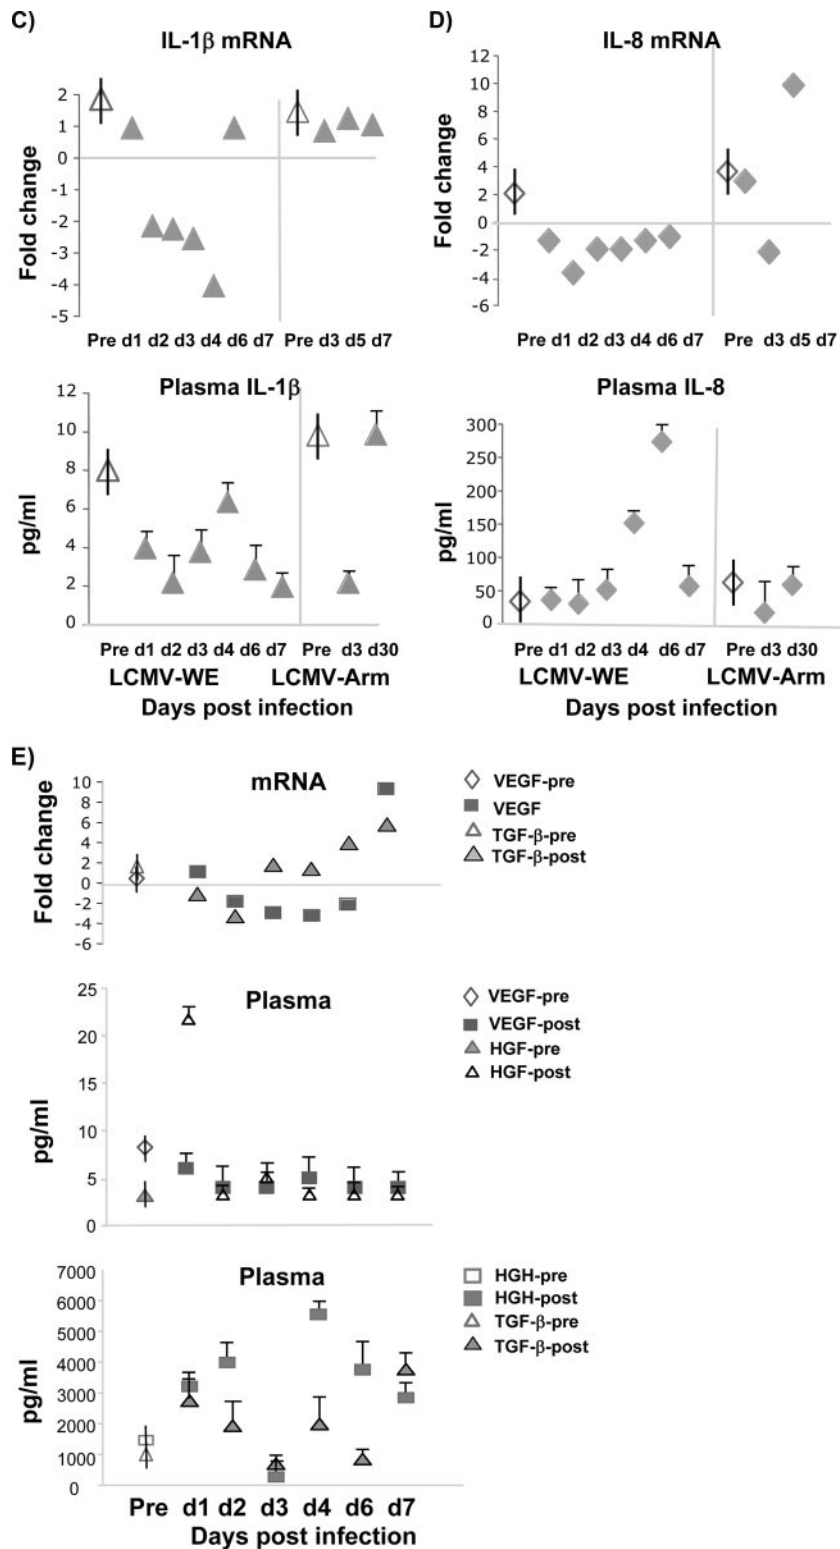 C)
IL-1β mRNA
Fold change
2
1
0
-1
-2
-3
-4
-5
Pre d1 d2 d3 d4 d6 d7 Pre d3 d5 d7
Plasma IL-1β
pg/ml
12
10
8
6
4
2
0
Pre d1 d2 d3 d4 d6 d7 Pre d3 d30
LCMV-WE LCMV-Arm
Days post infection
D)
IL-8 mRNA
Fold change
12
10
8
6
4
2
0
-2
-4
-6
Pre d1 d2 d3 d4 d6 d7 Pre d3 d5 d7
Plasma IL-8
pg/ml
300
250
200
150
100
50
0
Pre d1 d2 d3 d4 d6 d7 Pre d3 d30
LCMV-WE LCMV-Arm
Days post infection
E)
mRNA
Fold change
10
8
6
4
2
0
-2
-4
-6
VEGF-pre
VEGF
TGF-β-pre
TGF-β-post
Plasma
pg/ml
25
20
15
10
5
0
VEGF-pre
VEGF-post
HGF-pre
HGF-post
Plasma
pg/ml
7000
6000
5000
4000
3000
2000
1000
0
HGH-pre
HGH-post
TGF-β-pre
TGF-β-post
Pre d1 d2 d3 d4 d6 d7
Days post infection